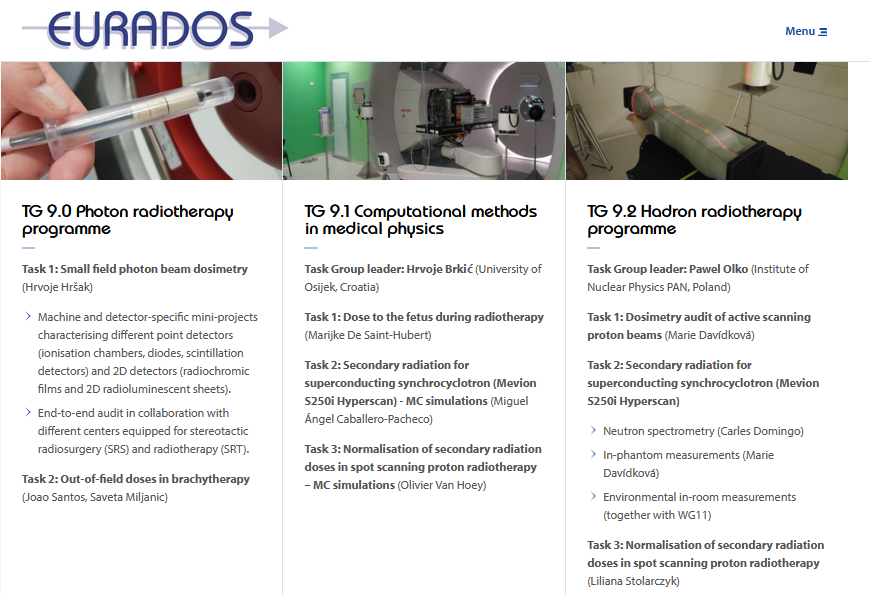 EURADOS
Menu
TG 9.0 Photon radiotherapy
programme
Task 1: Small field photon beam dosimetry
(Hrvoje Hršak)
Machine and detector-specific mini-projects
characterising different point detectors
(ionisation chambers, diodes, scintillation
detectors) and 2D detectors (radiochromic
films and 2D radioluminescent sheets).
End-to-end audit in collaboration with
different centers equipped for stereotactic
radiosurgery (SRS) and radiotherapy (SRT).
Task 2: Out-of-field doses in brachytherapy
(Joao Santos, Saveta Miljanic)
TG 9.1 Computational methods
in medical physics
Task Group leader: Hrvoje Brkić (University of
Osijek, Croatia)
Task 1: Dose to the fetus during radiotherapy
(Marijke De Saint-Hubert)
Task 2: Secondary radiation for
superconducting synchrocyclotron (Mevion
S250i Hyperscan) - MC simulations (Miguel
Ángel Caballero-Pacheco)
Task 3: Normalisation of secondary radiation
doses in spot scanning proton radiotherapy
– MC simulations (Olivier Van Hoey)
TG 9.2 Hadron radiotherapy
programme
Task Group leader: Pawel Olko (Institute of
Nuclear Physics PAN, Poland)
Task 1: Dosimetry audit of active scanning
proton beams (Marie Davídková)
Task 2: Secondary radiation for
superconducting synchrocyclotron (Mevion
S250i Hyperscan)
Neutron spectrometry (Carles Domingo)
In-phantom measurements (Marie
Davídková)
Environmental in-room measurements
(together with WG11)
Task 3: Normalisation of secondary radiation
doses in spot scanning proton radiotherapy
(Liliana Stolarczyk)